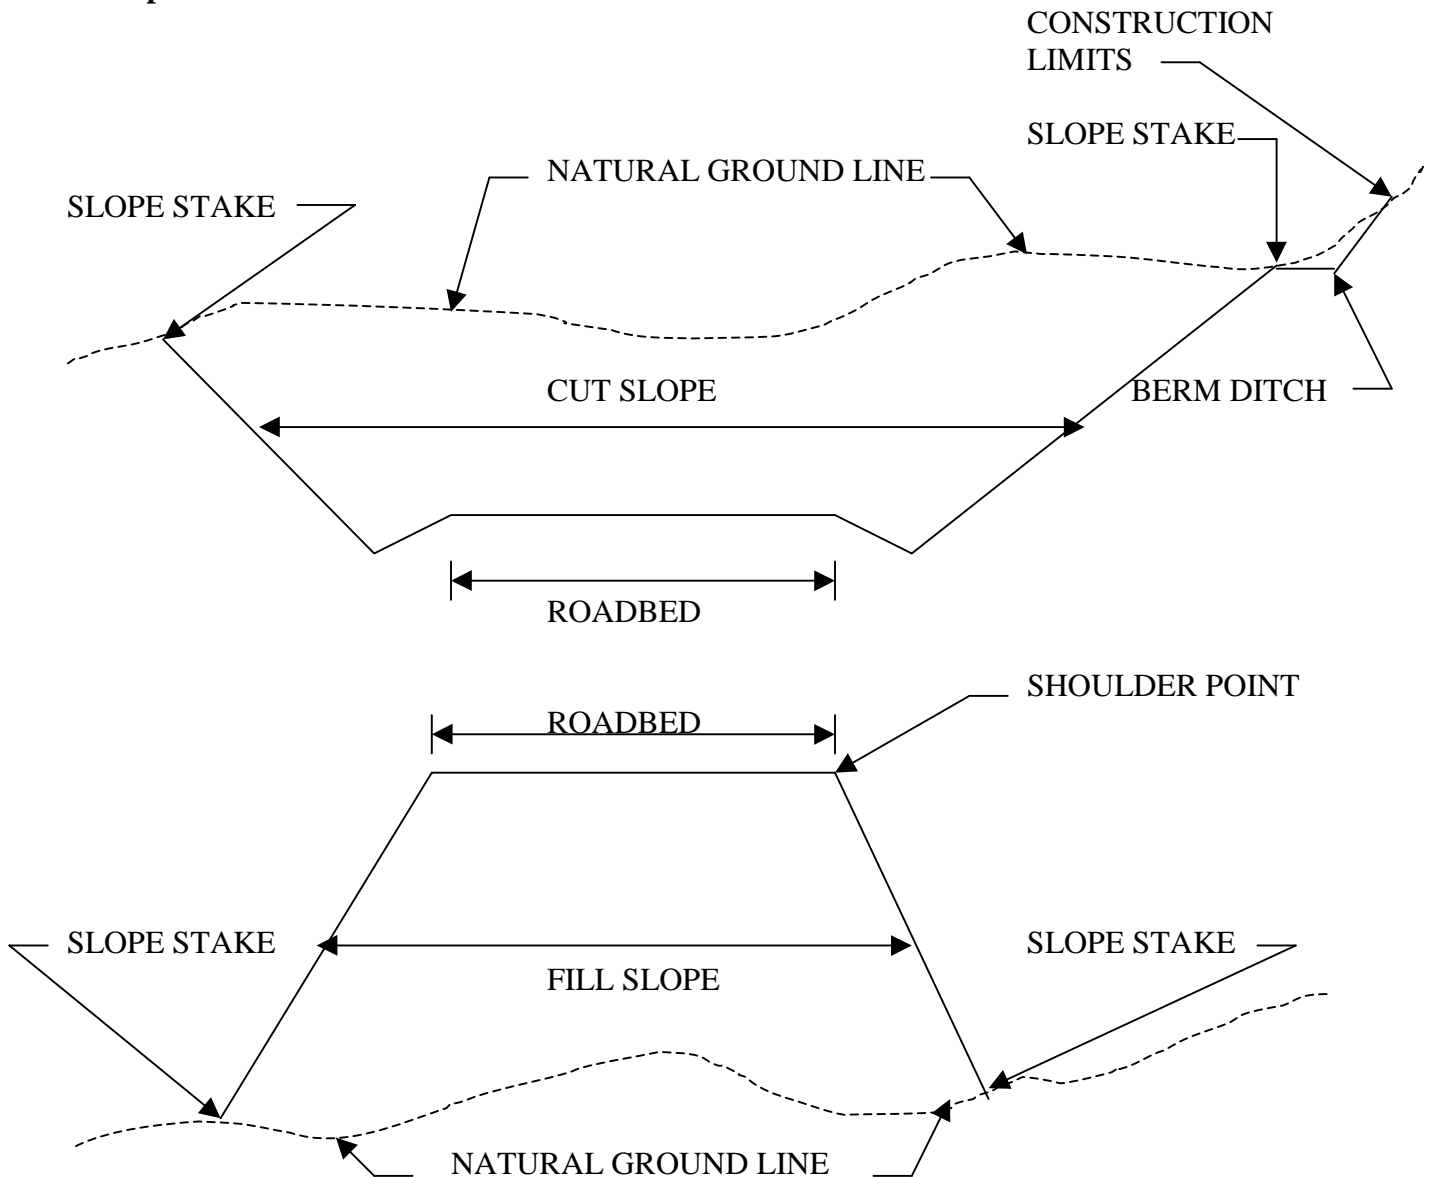 CONSTRUCTION
LIMITS
SLOPE STAKE
NATURAL GROUND LINE
SLOPE STAKE
CUT SLOPE
BERM DITCH
ROADBED
SHOULDER POINT
ROADBED
SLOPE STAKE
SLOPE STAKE
FILL SLOPE
NATURAL GROUND LINE